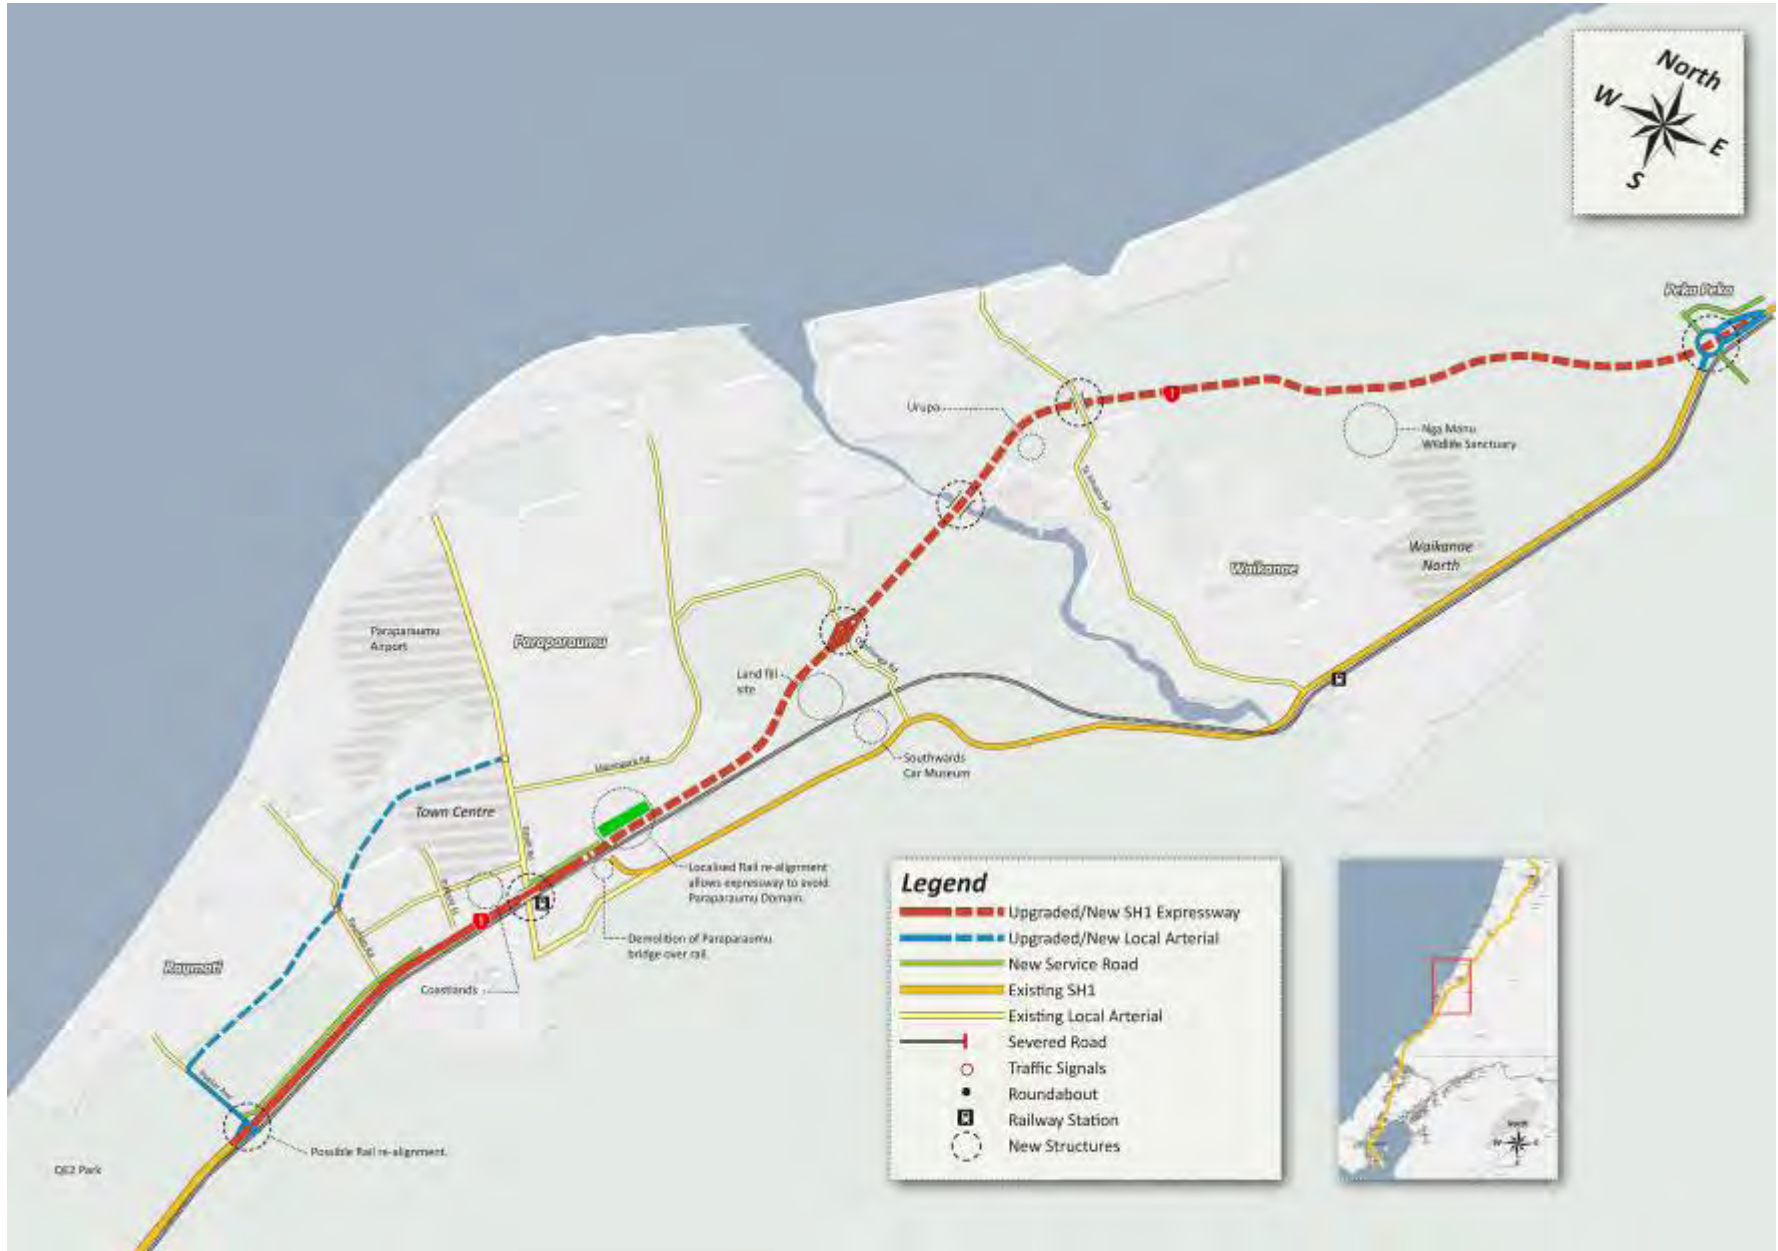 North
W
E
S
Peka Peka
Urupa
Nga Manu
Wildlife Sanctuary
Te Moana Rd
Waikanae
Waikanae
North
Paraparaumu
Airport
Paraparaumu
Land fill
site
Southwards
Car Museum
Town Centre
Localised Rail re-alignment
allows expressway to avoid
Paraparaumu Domain.
Demolition of Paraparaumu
bridge over rail.
Raumati
Coastlands
Possible Rail re-alignment.
QE2 Park
Legend
Upgraded/New SH1 Expressway
Upgraded/New Local Arterial
New Service Road
Existing SH1
Existing Local Arterial
Severed Road
Traffic Signals
Roundabout
Railway Station
New Structures